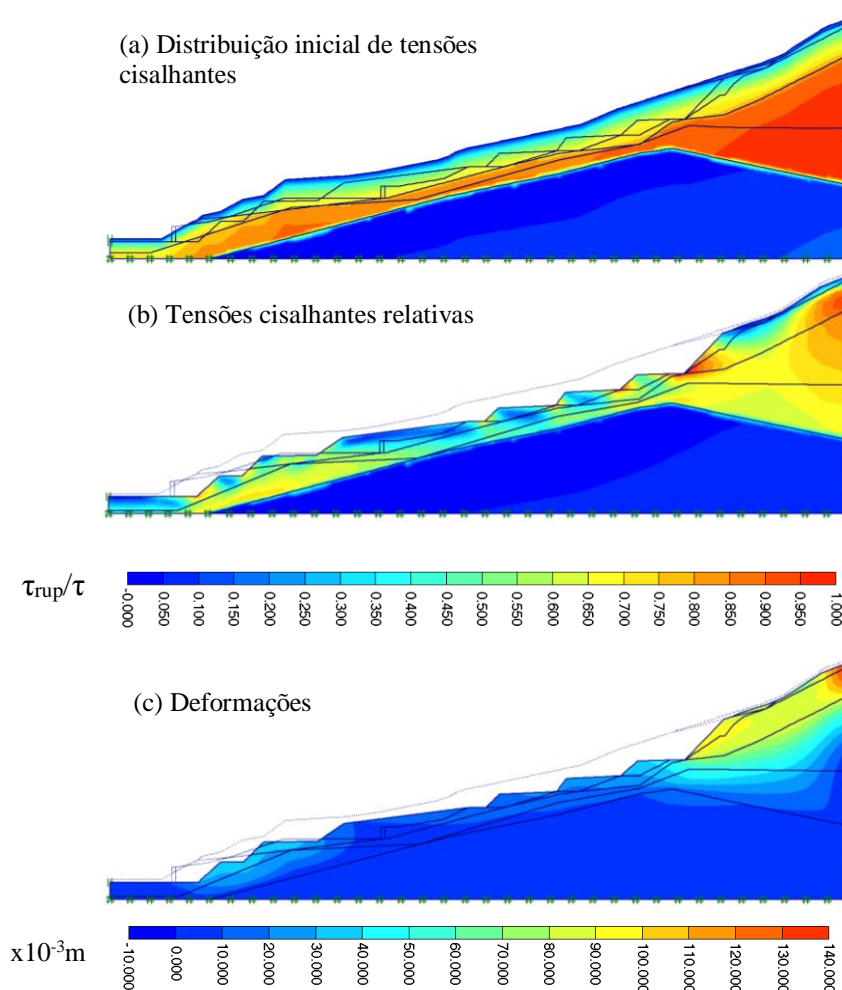 (a) Distribuição inicial de tensões
cisalhantes
(b) Tensões cisalhantes relativas
τrup/τ
-0.000 0.050 0.100 0.150 0.200 0.250 0.300 0.350 0.400 0.450 0.500 0.550 0.600 0.650 0.700 0.750 0.800 0.850 0.900 0.950 1.000
(c) Deformações
x10-3m
-10.000 0.000 10.000 20.000 30.000 40.000 50.000 60.000 70.000 80.000 90.000 100.000 110.000 120.000 130.000 140.000